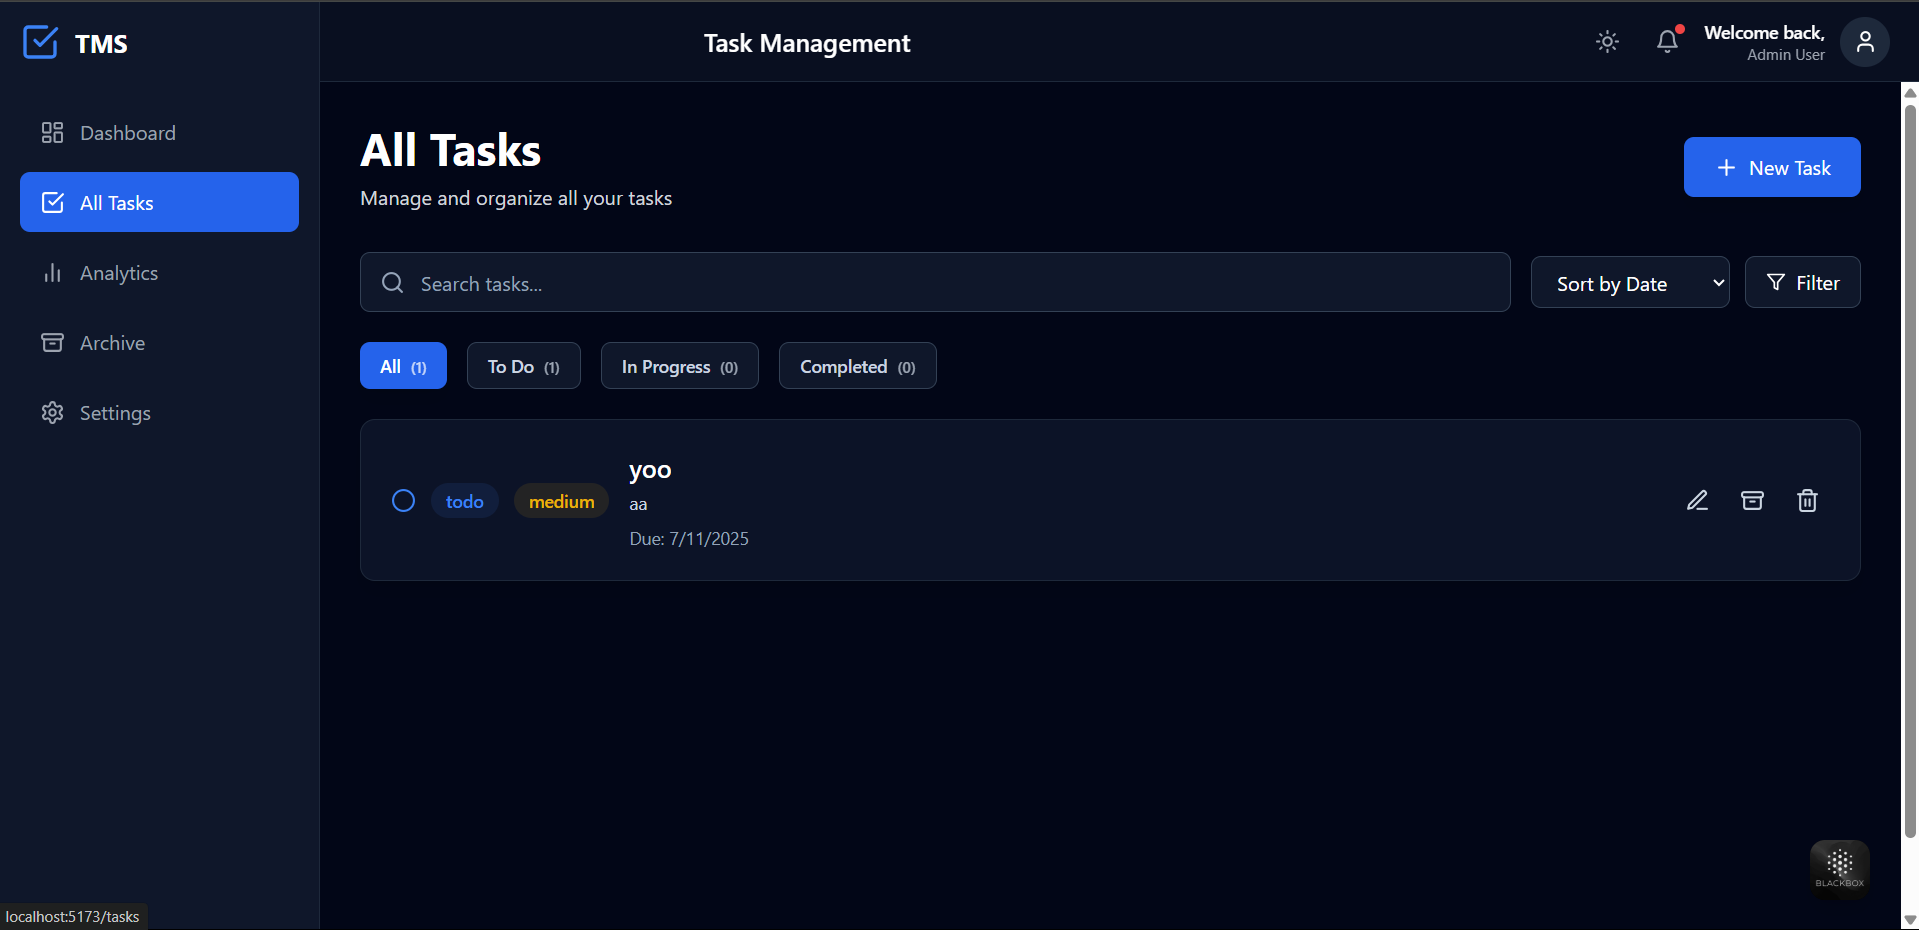 TMS
Task Management
Welcome back,
Admin User
Dashboard
All Tasks
Analytics
Archive
Settings
All Tasks
Manage and organize all your tasks
New Task
Search tasks...
Sort by Date
Filter
All (1)
To Do (1)
In Progress (0)
Completed (0)
yoo
todo
medium
aa
Due: 7/11/2025
BLACKBOX
localhost:5173/tasks